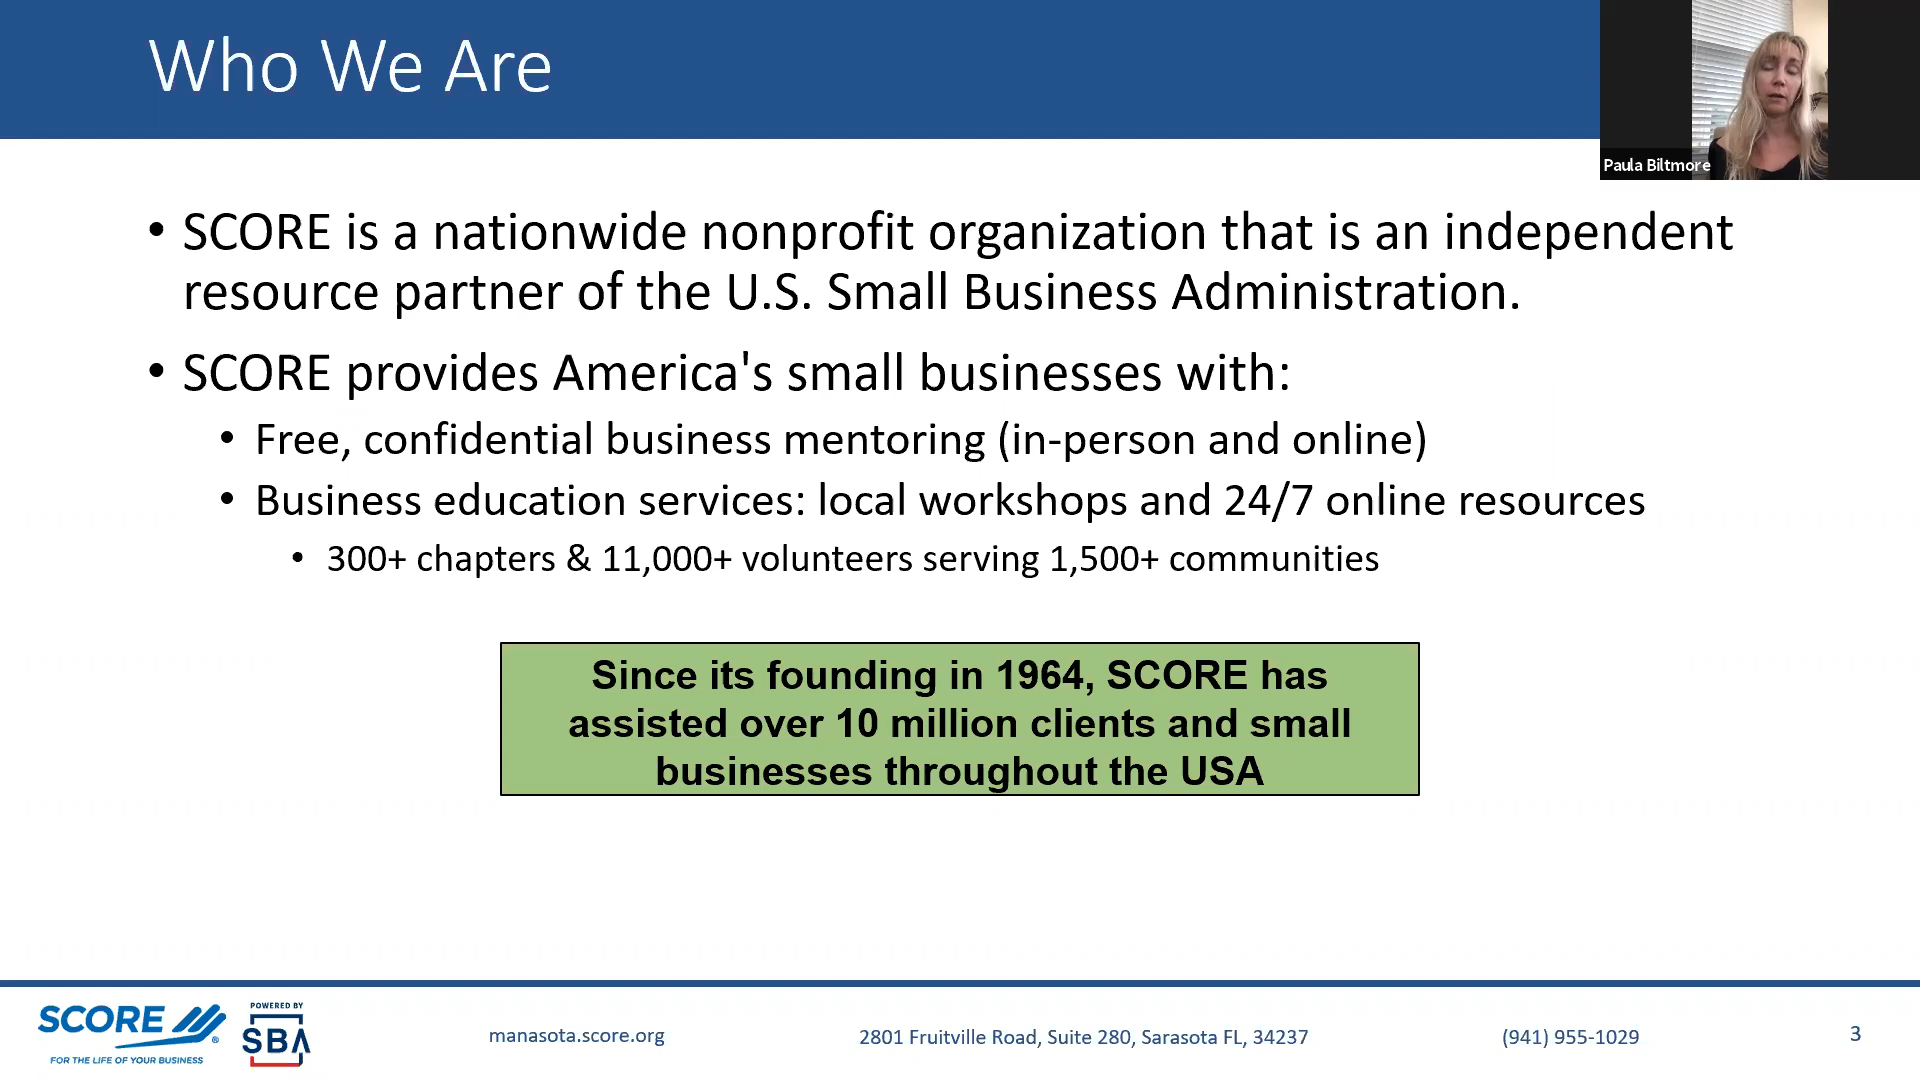 Who We Are
Paula Biltmore
• SCORE is a nationwide nonprofit organization that is an independent
resource partner of the U.S. Small Business Administration.
• SCORE provides America's small businesses with:
• Free, confidential business mentoring (in-person and online)
• Business education services: local workshops and 24/7 online resources
• 300+ chapters & 11,000+ volunteers serving 1,500+ communities
Since its founding in 1964, SCORE has
assisted over 10 million clients and small
businesses throughout the USA
SCORE®
FOR THE LIFE OF YOUR BUSINESS
POWERED BY
SBA
manasota.score.org
2801 Fruitville Road, Suite 280, Sarasota FL, 34237
(941) 955-1029
3